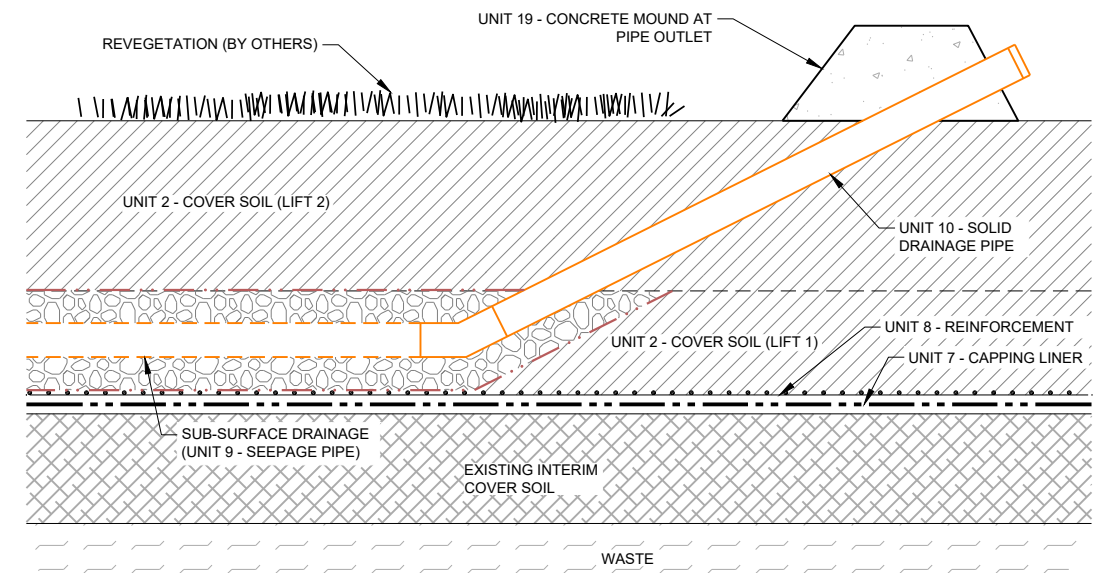 UNIT 19 - CONCRETE MOUND AT
PIPE OUTLET
REVEGETATION (BY OTHERS)
UNIT 2 - COVER SOIL (LIFT 2)
UNIT 10 - SOLID
DRAINAGE PIPE
UNIT 8 - REINFORCEMENT
UNIT 2 - COVER SOIL (LIFT 1)
UNIT 7 - CAPPING LINER
SUB-SURFACE DRAINAGE
(UNIT 9 - SEEPAGE PIPE)
EXISTING INTERIM
COVER SOIL
WASTE